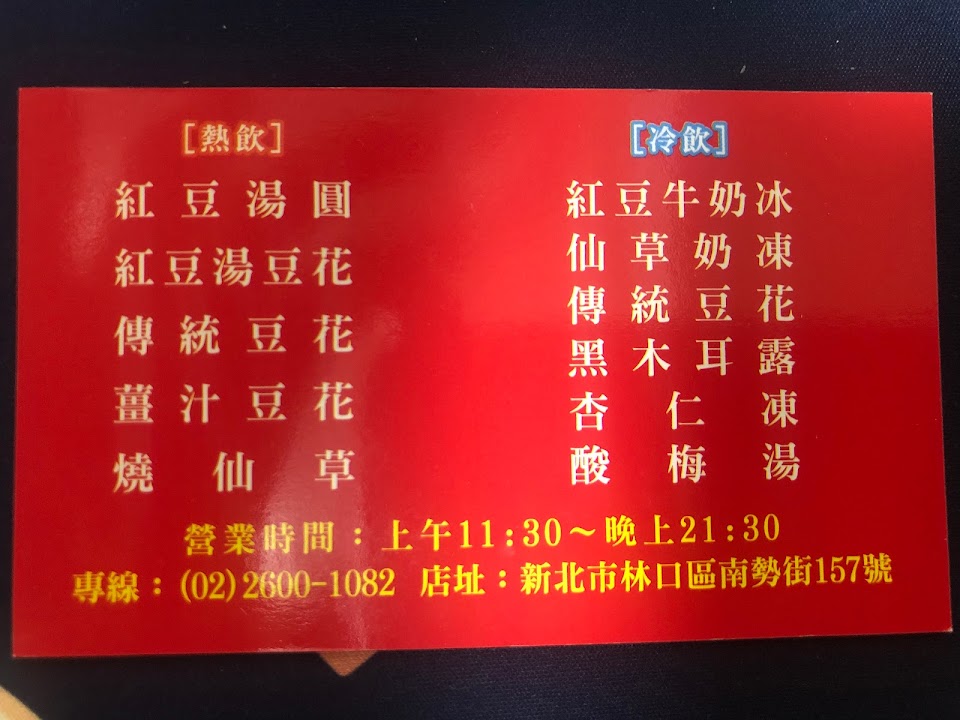 [熱飲]
紅豆湯圓
紅豆湯豆花
傳統豆花
薑汁豆花
燒仙草
[冷飲]
紅豆牛奶冰
仙草奶凍
傳統豆花
黑木耳露
杏仁凍
酸梅湯
營業時間：上午11:30～晚上21:30
專線：(02)2600-1082 店址：新北市林口區南勢街157號